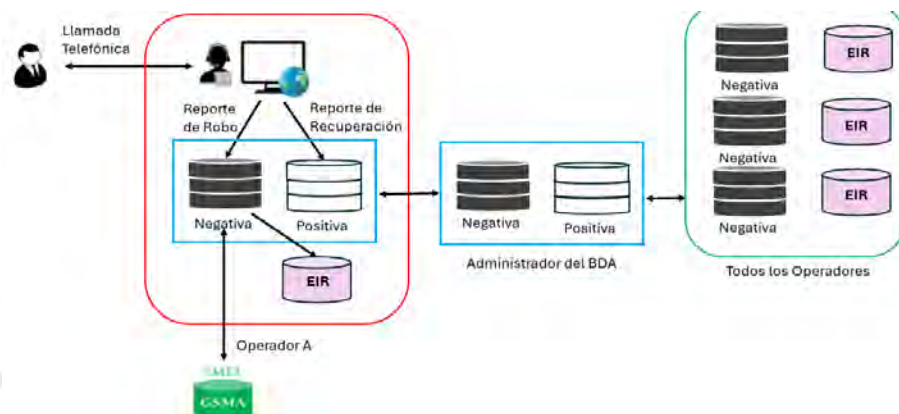 Llamada
Telefónica
Reporte
de Robo
Reporte de
Recuperación
Negativa
Positiva
EIR
Operador A
GSMA
Negativa
Positiva
Administrador del BDA
Negativa
EIR
Negativa
EIR
Negativa
EIR
Todos los Operadores